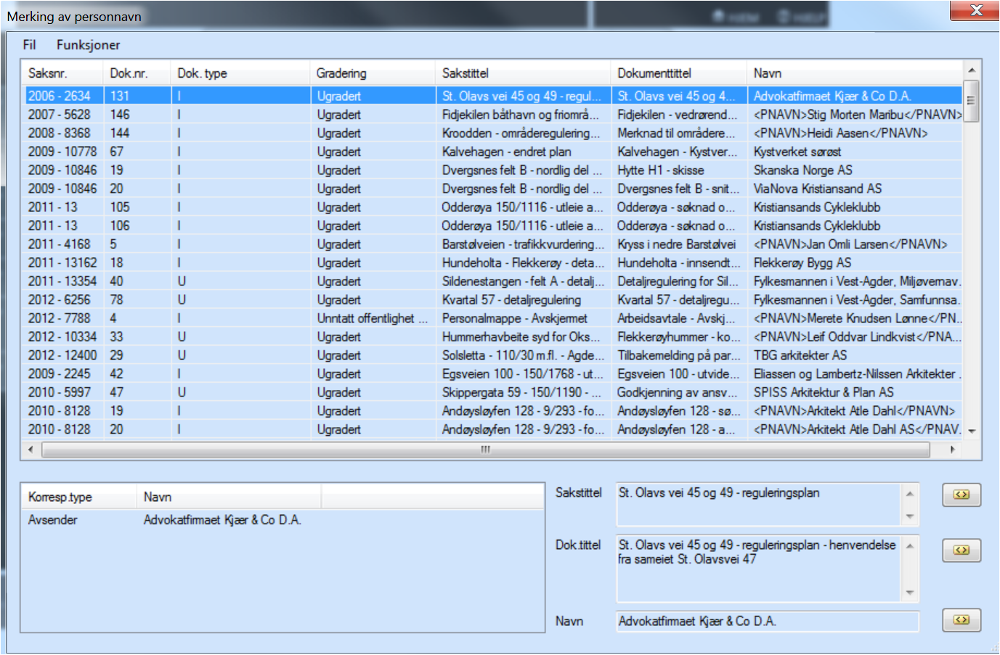 Merking av personnavn
Fil Funksjoner
Saksnr. Dok.nr. Dok. type Gradering Sakstittel Dokumenttittel Navn
2006 - 2634 131 I Ugradert St. Olavs vei 45 og 49 - regul... St. Olavs vei 45 og 4... Advokatfirmaet Kjær & Co D.A.
2007 - 5628 146 I Ugradert Fidjekilen båthavn og friområ... Fidjekilen - vedrørend... <PNAVN>Stig Morten Maribu</PNAVN>
2008 - 8368 144 I Ugradert Kroodden - områderegulering... Merknad til områdere... <PNAVN>Heidi Aasen</PNAVN>
2009 - 10778 67 I Ugradert Kalvehagen - endret plan Kalvehagen - Kystver... Kystverket sørøst
2009 - 10846 19 I Ugradert Dvergsnes felt B - nordlig del ... Hytte H1 - skisse Skanska Norge AS
2009 - 10846 20 I Ugradert Dvergsnes felt B - nordlig del ... Dvergsnes felt B - snit... ViaNova Kristiansand AS
2011 - 13 105 I Ugradert Odderøya 150/1116 - utleie a... Odderøya - søknad o... Kristiansands Cykleklubb
2011 - 13 106 I Ugradert Odderøya 150/1116 - utleie a... Odderøya - søknad o... Kristiansands Cykleklubb
2011 - 4168 5 I Ugradert Barstølveien - trafikkvurdering... Kryss i nedre Barstølvei <PNAVN>Jan Omli Larsen</PNAVN>
2011 - 13162 18 I Ugradert Hundeholta - Flekkerøy - deta... Hundeholta - innsendt... Flekkerøy Bygg AS
2011 - 13354 40 U Ugradert Sildenestangen - felt A - detalj... Detaljregulering for Sil... Fylkesmannen i Vest-Agder, Miljøvernav.
2012 - 6256 78 U Ugradert Kvartal 57 - detaljregulering Kvartal 57 - detaljregu... Fylkesmannen i Vest-Agder, Samfunnsa.
2012 - 7788 4 I Unntatt offentlighet ... Personalmappe - Avskjermet Arbeidsavtale - Avskj... <PNAVN>Merete Knudsen Lønne</PN...
2012 - 10334 33 U Ugradert Hummerhavbeite syd for Oks... Flekkerøyhummer - ko... <PNAVN>Leif Oddvar Lindkvist</PNA...
2012 - 12400 29 U Ugradert Solsletta - 110/30 m.fl. - Agde... Tilbakemelding på par... TBG arkitekter AS
2009 - 2245 42 I Ugradert Egsveien 100 - 150/1768 - ut... Egsveien 100 - utvide... Eliassen og Lambertz-Nilssen Arkitekter .
2010 - 5997 47 U Ugradert Skippergata 59 - 150/1190 - ... Godkjenning av ansv... SPISS Arkitektur & Plan AS
2010 - 8128 19 I Ugradert Andøysløyfen 128 - 9/293 - fo... Andøysløyfen 128 - sø... <PNAVN>Arkitekt Atle Dahl</PNAVN>
2010 - 8128 20 I Ugradert Andøysløyfen 128 - 9/293 - fo... Andøysløyfen 128 - a... <PNAVN>Arkitekt Atle Dahl AS</PNAV.
Korresp.type Navn
Avsender Advokatfirmaet Kjær & Co D.A.
Sakstittel St. Olavs vei 45 og 49 - reguleringsplan
Dok.tittel St. Olavs vei 45 og 49 - reguleringsplan - henvendelse
fra sameiet St. Olavsvei 47
Navn Advokatfirmaet Kjær & Co D.A.